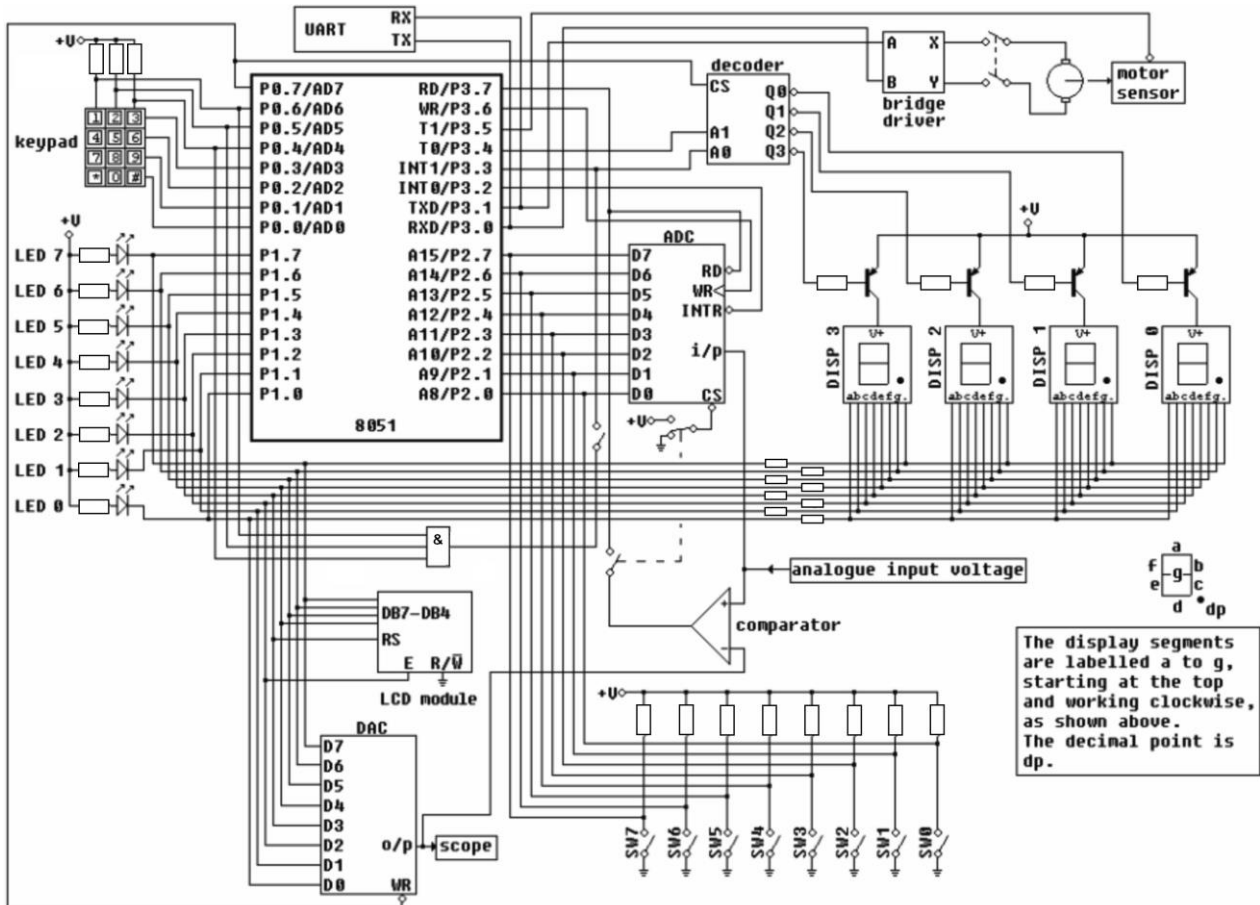 UART
RX
TX
+V
keypad
1 2 3
4 5 6
7 8 9
* 0 #
P0.7/AD7
P0.6/AD6
P0.5/AD5
P0.4/AD4
P0.3/AD3
P0.2/AD2
P0.1/AD1
P0.0/AD0
P1.7
P1.6
P1.5
P1.4
P1.3
P1.2
P1.1
P1.0
RD/P3.7
WR/P3.6
T1/P3.5
T0/P3.4
INT1/P3.3
INT0/P3.2
TXD/P3.1
RXD/P3.0
A15/P2.7
A14/P2.6
A13/P2.5
A12/P2.4
A11/P2.3
A10/P2.2
A9/P2.1
A8/P2.0
8051
decoder
CS
A1
A0
Q0
Q1
Q2
Q3
A
B
X
Y
bridge
driver
motor
sensor
+V
LED 7
LED 6
LED 5
LED 4
LED 3
LED 2
LED 1
LED 0
ADC
D7
D6
D5
D4
D3
D2
D1
D0
RD
WR
INTR
i/p
CS
+V
+V
DISP 3
V+
abcdefg.
DISP 2
V+
abcdefg.
DISP 1
V+
abcdefg.
DISP 0
V+
abcdefg.
&
analogue input voltage
comparator
+
−
DB7-DB4
RS
E R/W̅
LCD module
DAC
D7
D6
D5
D4
D3
D2
D1
D0
o/p
WR
scope
+V
SW7
SW6
SW5
SW4
SW3
SW2
SW1
SW0
a
f
b
g
e
c
d
dp
The display segments
are labelled a to g,
starting at the top
and working clockwise,
as shown above.
The decimal point is
dp.